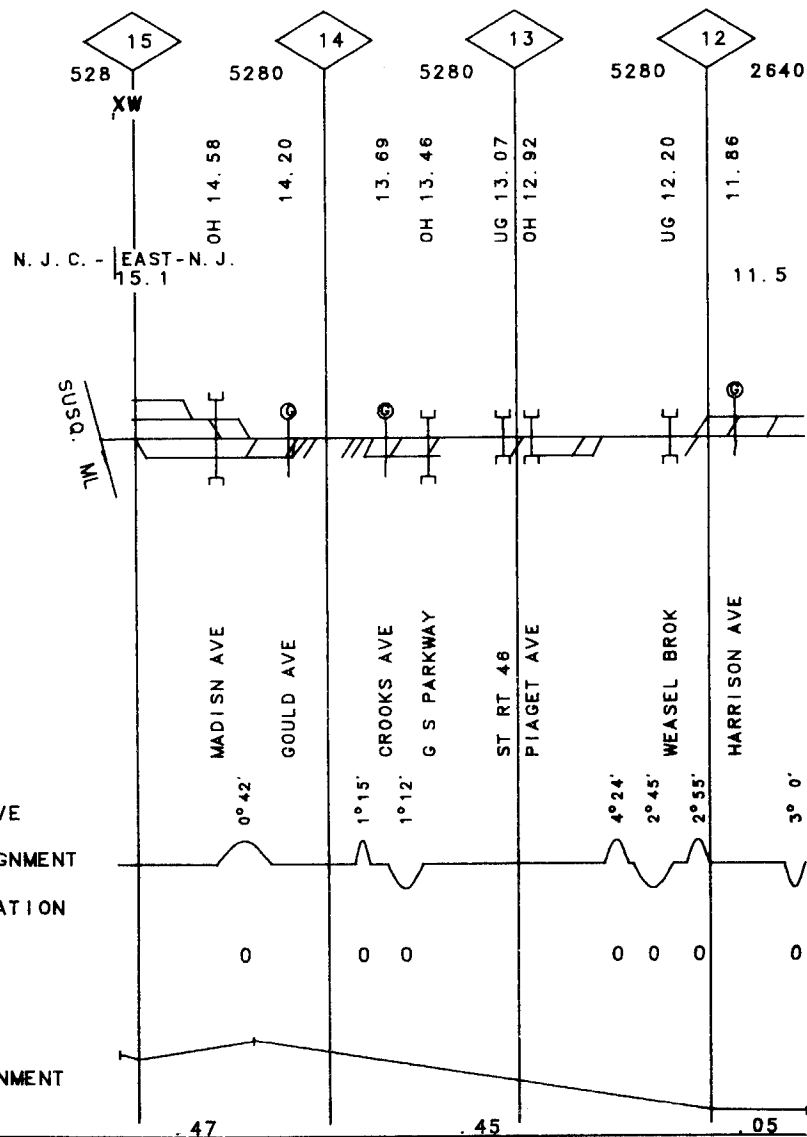 15 14 13 12
528 5280 5280 5280 2640
XW
OH 14.58
14.20
13.69
OH 13.46
UG 13.07
OH 12.92
UG 12.20
11.86
N.J.C. - EAST-N.J.
15.1
11.5
G G G
SUSQ. ML
MADISN AVE
GOULD AVE
CROOKS AVE
G S PARKWAY
ST RT 46
PIAGET AVE
WEASEL BROK
HARRISON AVE
VE
0°42' 1°15' 1°12' 4°24' 2°45' 2°55' 3° 0'
GNMENT
ATION
0 0 0 0 0 0 0
NMENT
.47 .45 .05